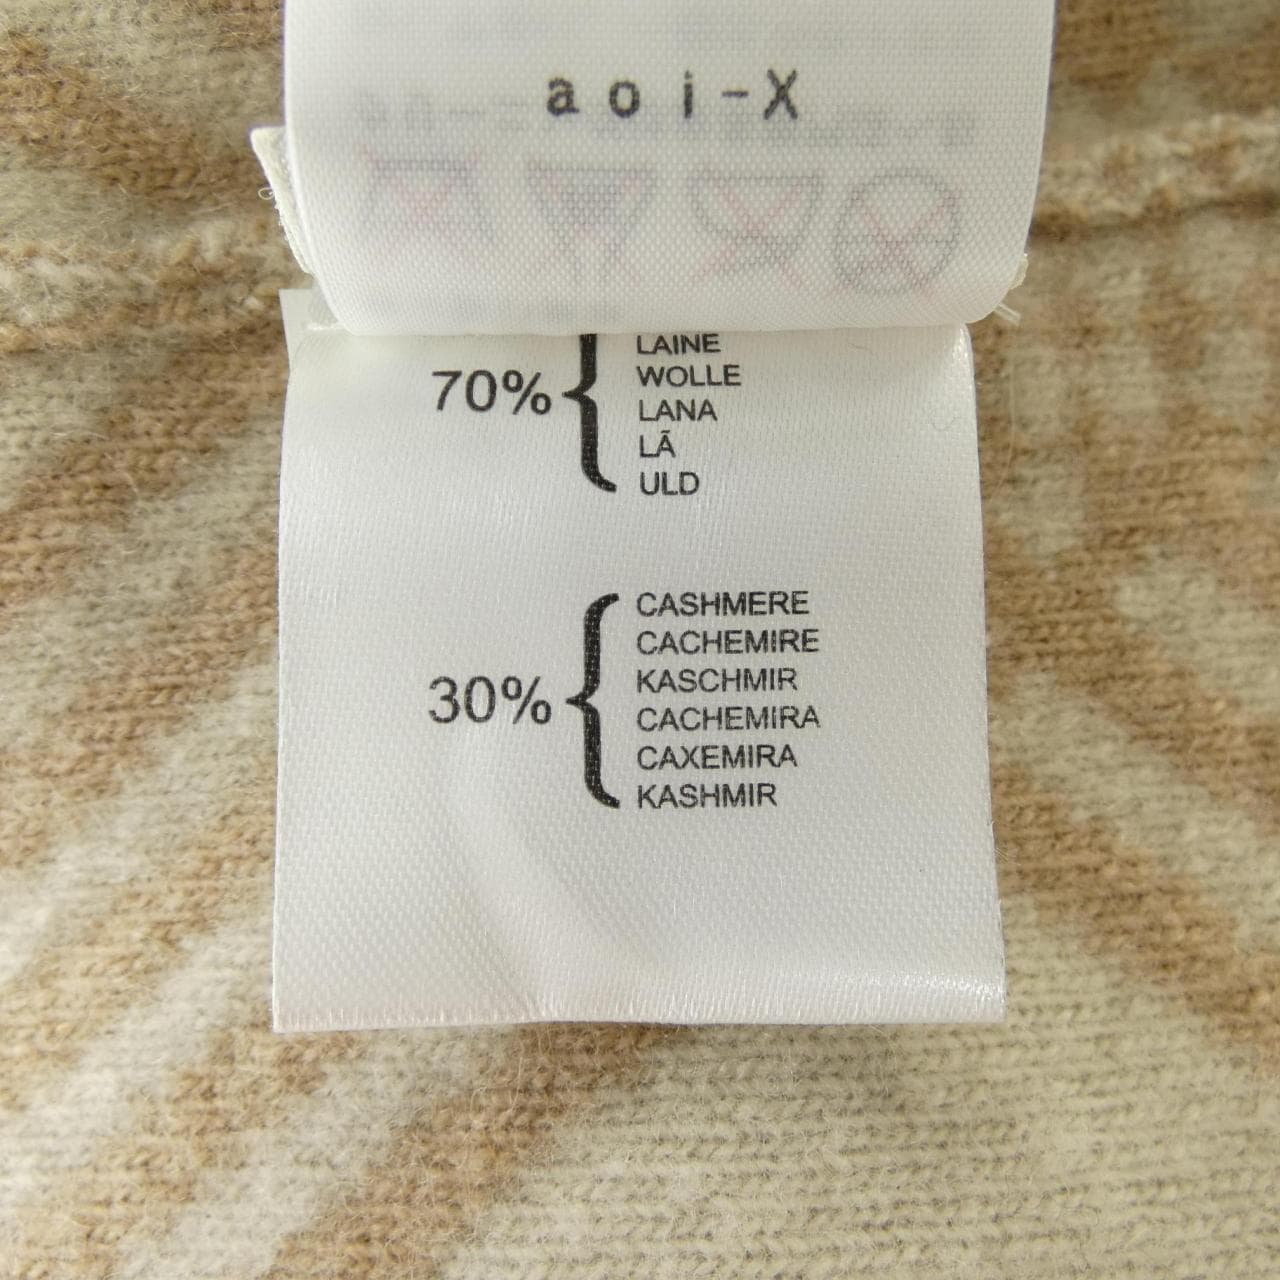 aoi-X
70%
LAINE
WOLLE
LANA
LÃ
ULD
30%
CASHMERE
CACHEMIRE
KASCHMIR
CACHEMIRA
CAXEMIRA
KASHMIR